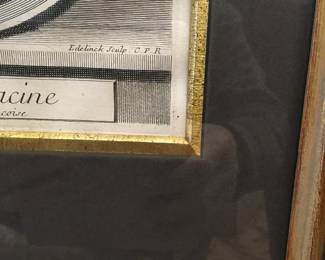 Edelinck Sculp. C. P. R.
acine
coise